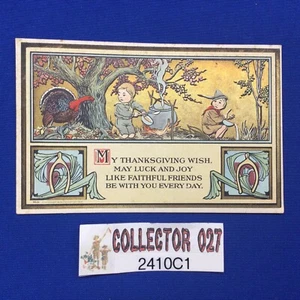 MY THANKSGIVING WISH.
MAY LUCK AND JOY
LIKE FAITHFUL FRIENDS
BE WITH YOU EVERY DAY.
COLLECTOR 027
2410C1